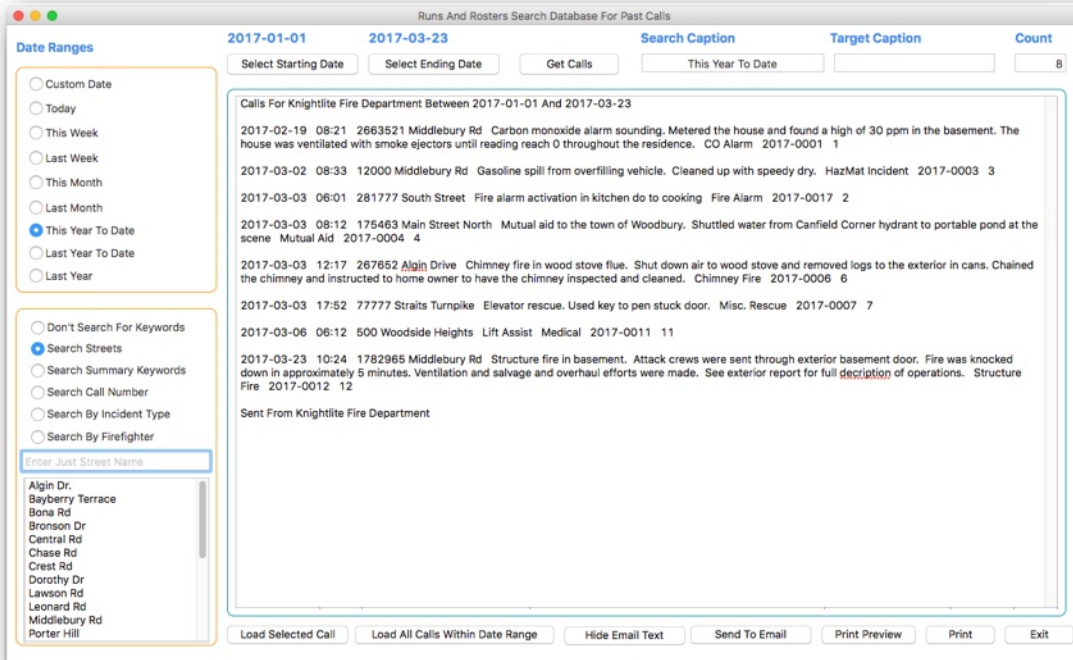 Runs And Rosters Search Database For Past Calls
Date Ranges
Custom Date
Today
This Week
Last Week
This Month
Last Month
This Year To Date
Last Year To Date
Last Year
Don't Search For Keywords
Search Streets
Search Summary Keywords
Search Call Number
Search By Incident Type
Search By Firefighter
Enter Just Street Name
Algin Dr.
Bayberry Terrace
Bona Rd
Bronson Dr
Central Rd
Chase Rd
Crest Rd
Dorothy Dr
Lawson Rd
Leonard Rd
Middlebury Rd
Porter Hill
2017-01-01 2017-03-23 Search Caption Target Caption Count
Select Starting Date Select Ending Date Get Calls This Year To Date 8
Calls For Knightlite Fire Department Between 2017-01-01 And 2017-03-23
2017-02-19 08:21 2663521 Middlebury Rd Carbon monoxide alarm sounding. Metered the house and found a high of 30 ppm in the basement. The
house was ventilated with smoke ejectors until reading reach 0 throughout the residence. CO Alarm 2017-0001 1
2017-03-02 08:33 12000 Middlebury Rd Gasoline spill from overfilling vehicle. Cleaned up with speedy dry. HazMat Incident 2017-0003 3
2017-03-03 06:01 281777 South Street Fire alarm activation in kitchen do to cooking Fire Alarm 2017-0017 2
2017-03-03 08:12 175463 Main Street North Mutual aid to the town of Woodbury. Shuttled water from Canfield Corner hydrant to portable pond at the
scene Mutual Aid 2017-0004 4
2017-03-03 12:17 267652 Algin Drive Chimney fire in wood stove flue. Shut down air to wood stove and removed logs to the exterior in cans. Chained
the chimney and instructed to home owner to have the chimney inspected and cleaned. Chimney Fire 2017-0006 6
2017-03-03 17:52 77777 Straits Turnpike Elevator rescue. Used key to pen stuck door. Misc. Rescue 2017-0007 7
2017-03-06 06:12 500 Woodside Heights Lift Assist Medical 2017-0011 11
2017-03-23 10:24 1782965 Middlebury Rd Structure fire in basement. Attack crews were sent through exterior basement door. Fire was knocked
down in approximately 5 minutes. Ventilation and salvage and overhaul efforts were made. See exterior report for full decription of operations. Structure
Fire 2017-0012 12
Sent From Knightlite Fire Department
Load Selected Call Load All Calls Within Date Range Hide Email Text Send To Email Print Preview Print Exit